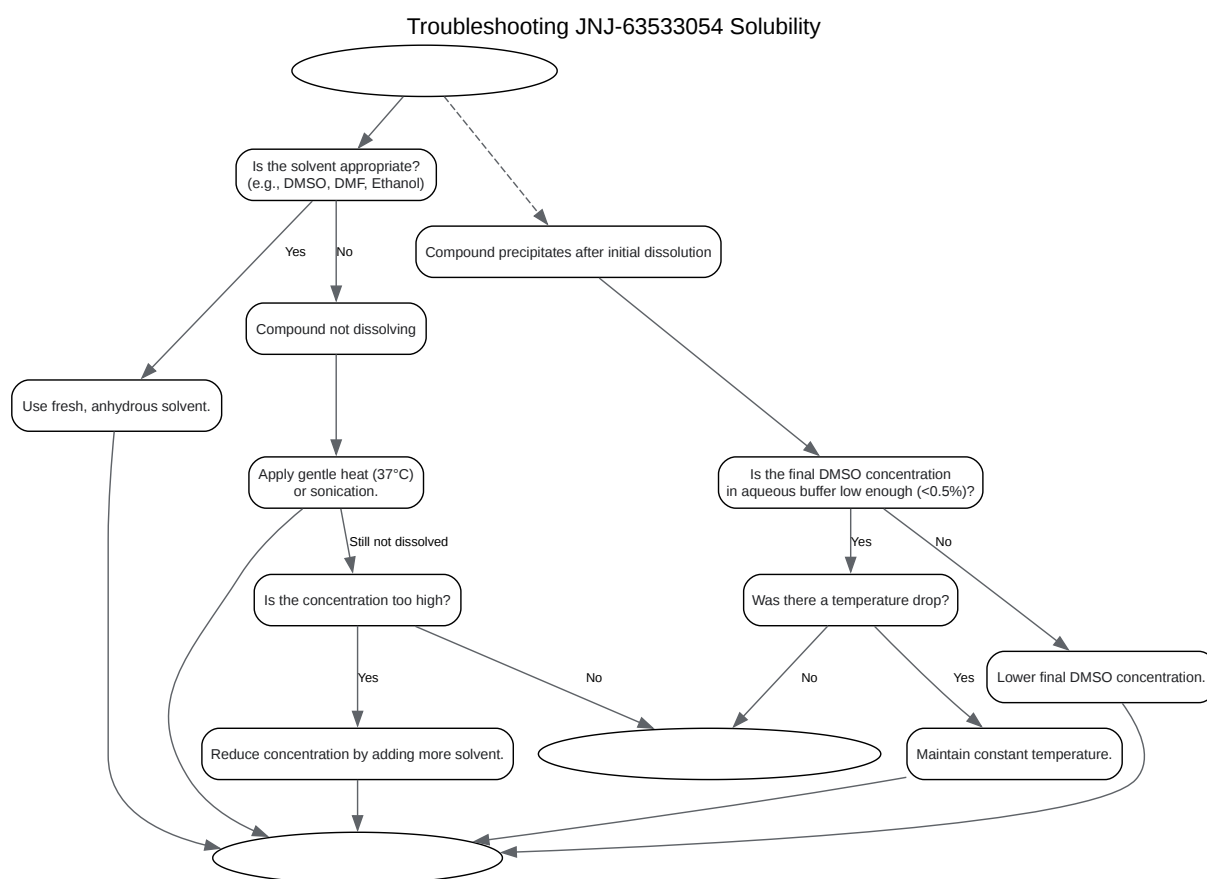 Troubleshooting JNJ-63533054 Solubility
Is the solvent appropriate?
(e.g., DMSO, DMF, Ethanol)
Yes
No
Compound precipitates after initial dissolution
Compound not dissolving
Use fresh, anhydrous solvent.
Apply gentle heat (37°C)
or sonication.
Is the final DMSO concentration
in aqueous buffer low enough (<0.5%)?
Still not dissolved
Yes
No
Is the concentration too high?
Was there a temperature drop?
Yes
No
No
Yes
Lower final DMSO concentration.
Reduce concentration by adding more solvent.
Maintain constant temperature.